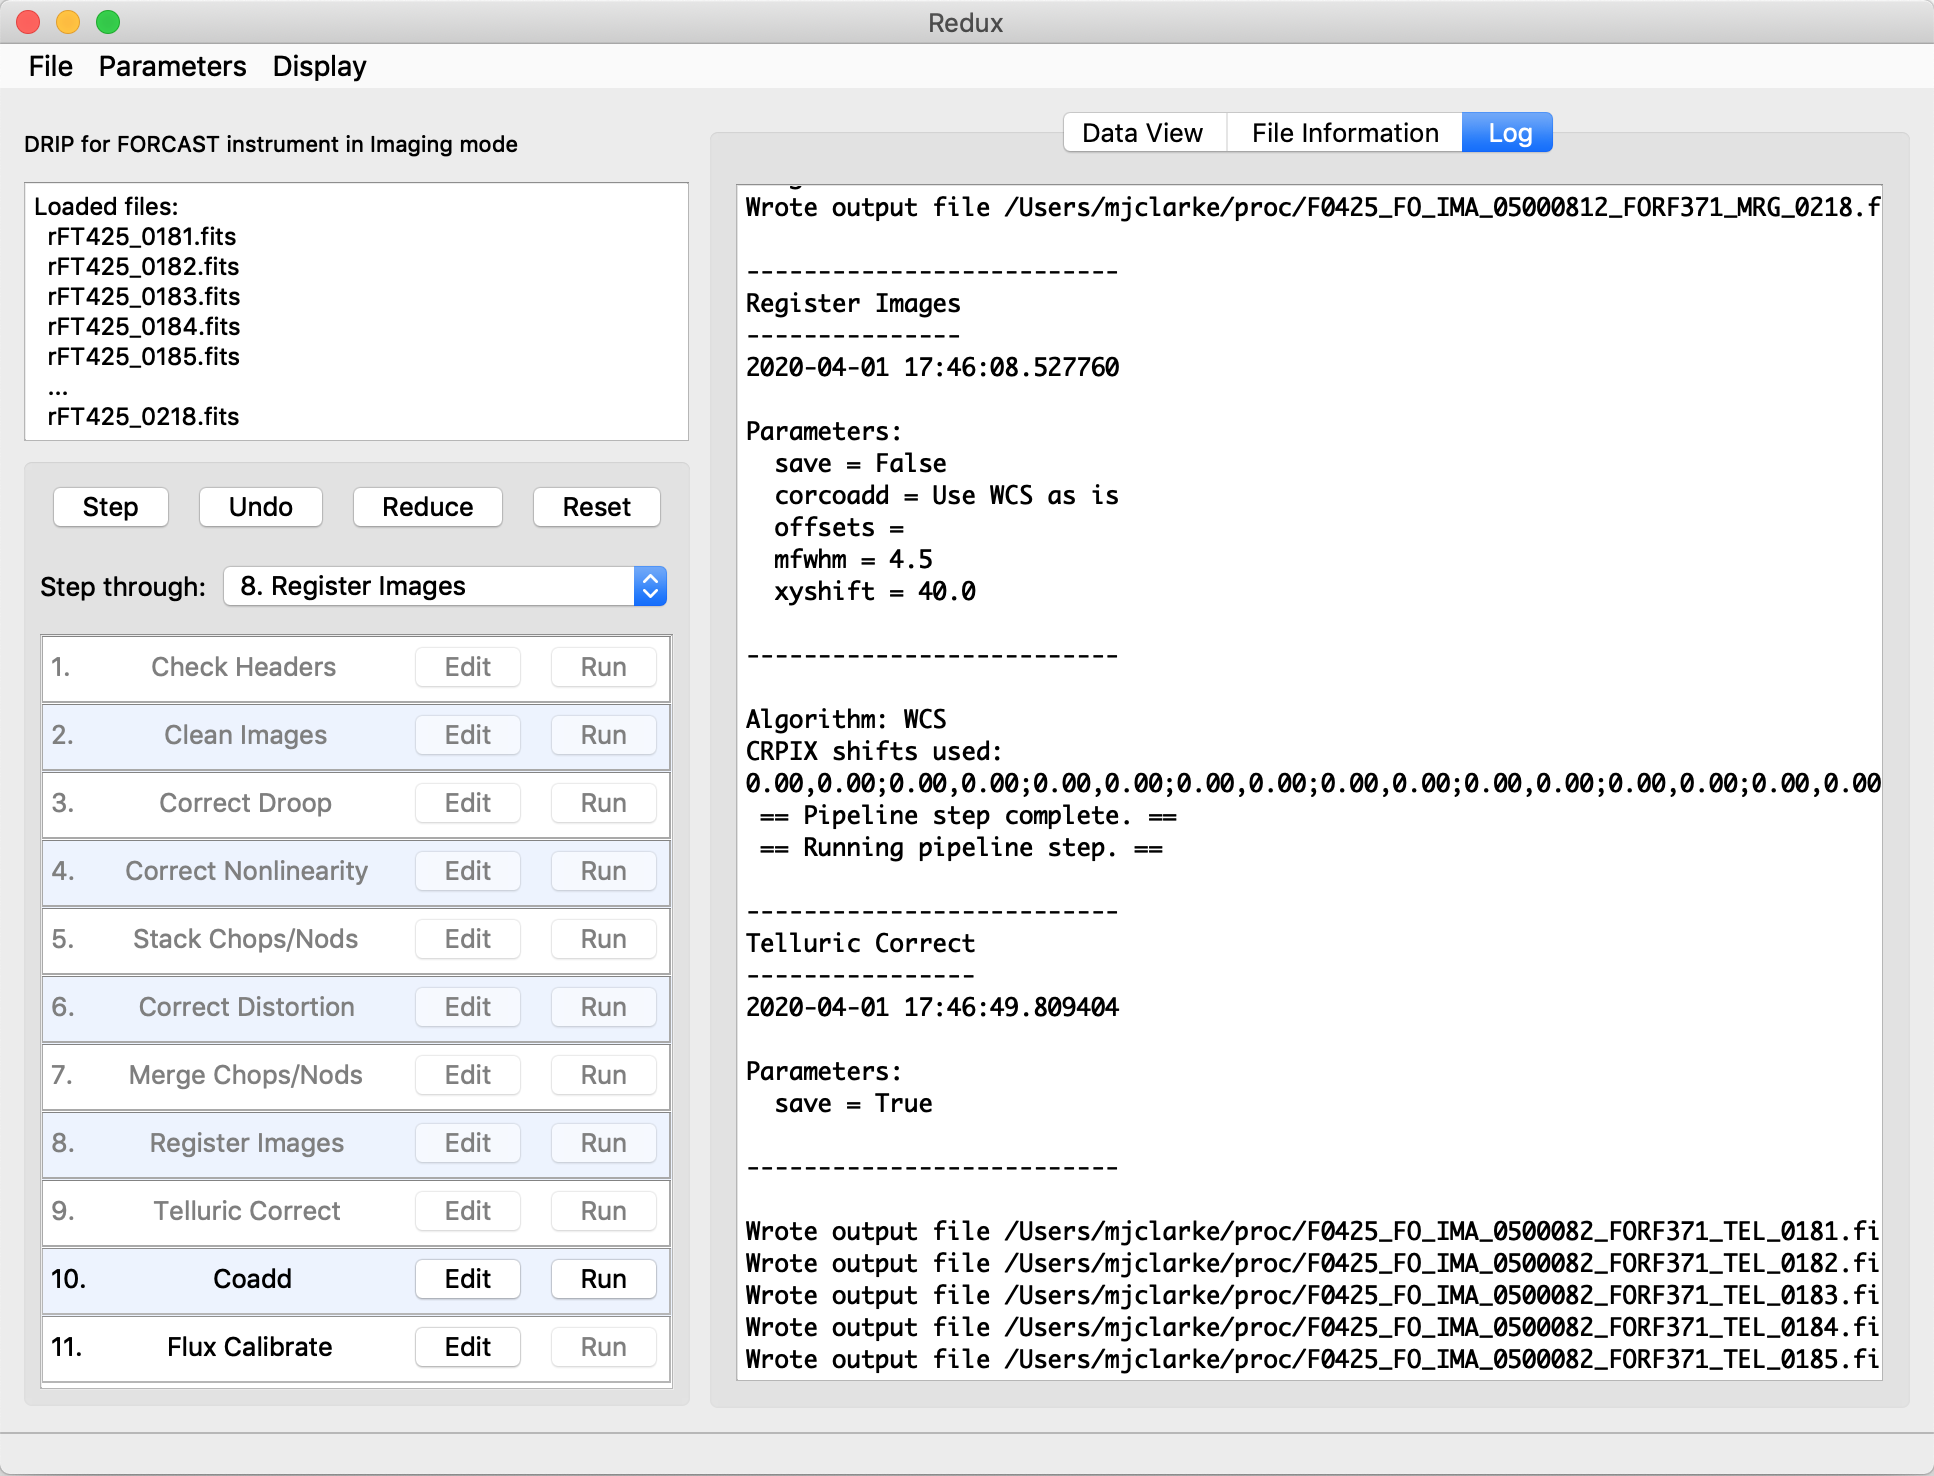 Redux
File Parameters Display
DRIP for FORCAST instrument in Imaging mode
Loaded files:
rFT425_0181.fits
rFT425_0182.fits
rFT425_0183.fits
rFT425_0184.fits
rFT425_0185.fits
...
rFT425_0218.fits
Step Undo Reduce Reset
Step through: 8. Register Images
1. Check Headers Edit Run
2. Clean Images Edit Run
3. Correct Droop Edit Run
4. Correct Nonlinearity Edit Run
5. Stack Chops/Nods Edit Run
6. Correct Distortion Edit Run
7. Merge Chops/Nods Edit Run
8. Register Images Edit Run
9. Telluric Correct Edit Run
10. Coadd Edit Run
11. Flux Calibrate Edit Run
Data View File Information Log
Wrote output file /Users/mjclarke/proc/F0425_FO_IMA_05000812_FORF371_MRG_0218.f
--------------------------
Register Images
---------------
2020-04-01 17:46:08.527760
Parameters:
save = False
corcoadd = Use WCS as is
offsets =
mfwhm = 4.5
xyshift = 40.0
--------------------------
Algorithm: WCS
CRPIX shifts used:
0.00,0.00;0.00,0.00;0.00,0.00;0.00,0.00;0.00,0.00;0.00,0.00;0.00,0.00;0.00,0.00
== Pipeline step complete. ==
== Running pipeline step. ==
--------------------------
Telluric Correct
----------------
2020-04-01 17:46:49.809404
Parameters:
save = True
--------------------------
Wrote output file /Users/mjclarke/proc/F0425_FO_IMA_0500082_FORF371_TEL_0181.fi
Wrote output file /Users/mjclarke/proc/F0425_FO_IMA_0500082_FORF371_TEL_0182.fi
Wrote output file /Users/mjclarke/proc/F0425_FO_IMA_0500082_FORF371_TEL_0183.fi
Wrote output file /Users/mjclarke/proc/F0425_FO_IMA_0500082_FORF371_TEL_0184.fi
Wrote output file /Users/mjclarke/proc/F0425_FO_IMA_0500082_FORF371_TEL_0185.fi